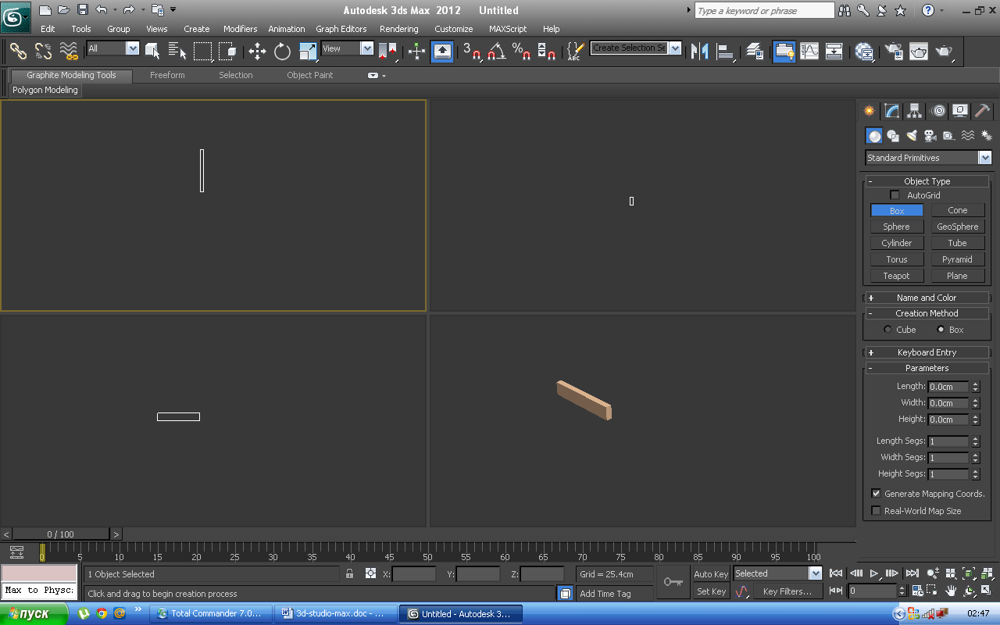 Autodesk 3ds Max 2012 Untitled
Type a keyword or phrase
Edit Tools Group Views Create Modifiers Animation Graph Editors Rendering Customize MAXScript Help
All View 3 % ABC Create Selection Se
Graphite Modeling Tools Freeform Selection Object Paint
Polygon Modeling
Standard Primitives
- Object Type
AutoGrid
Box Cone
Sphere GeoSphere
Cylinder Tube
Torus Pyramid
Teapot Plane
+ Name and Color
- Creation Method
Cube Box
+ Keyboard Entry
- Parameters
Length: 0.0cm
Width: 0.0cm
Height: 0.0cm
Length Segs: 1
Width Segs: 1
Height Segs: 1
Generate Mapping Coords.
Real-World Map Size
< 0 / 100 >
0 5 10 15 20 25 30 35 40 45 50 55 60 65 70 75 80 85 90 95 100
1 Object Selected X: Y: Z: Grid = 25.4cm Auto Key Selected
Max to Physc: Click and drag to begin creation process Add Time Tag Set Key Key Filters... 0
пуск Total Commander 7.0... 3d-studio-max.doc - ... Untitled - Autodesk 3... 02:47